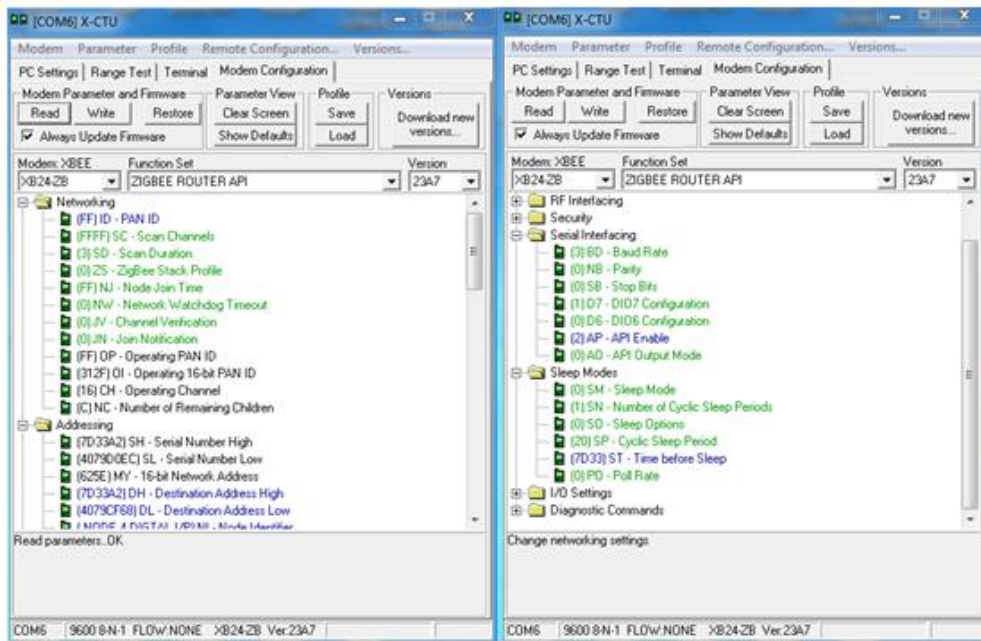 [COM6] X-CTU
Modem Parameter Profile Remote Configuration... Versions...
PC Settings Range Test Terminal Modem Configuration
Modem Parameter and Firmware Parameter View Profile Versions
Read Write Restore Clear Screen Save Download new versions...
Always Update Firmware Show Defaults Load
Modem: XBEE Function Set Version
XB24-ZB ZIGBEE ROUTER API 23A7
Networking
(FF) ID - PAN ID
(FFFF) SC - Scan Channels
(3) SD - Scan Duration
(0) ZS - ZigBee Stack Profile
(FF) NJ - Node Join Time
(0) NW - Network Watchdog Timeout
(0) JV - Channel Verification
(0) JN - Join Notification
(FF) OP - Operating PAN ID
(312F) OI - Operating 16-bit PAN ID
(16) CH - Operating Channel
(C) NC - Number of Remaining Children
Addressing
(7D33A2) SH - Serial Number High
(4079D0EC) SL - Serial Number Low
(625E) MY - 16-bit Network Address
(7D33A2) DH - Destination Address High
(4079CF68) DL - Destination Address Low
(NODE 4 DIGTAL I/P) NI - Node Identifier
Read parameters..OK
COM6 9600 8-N-1 FLOW:NONE XB24-ZB Ver:23A7
[COM6] X-CTU
Modem Parameter Profile Remote Configuration... Versions...
PC Settings Range Test Terminal Modem Configuration
Modem Parameter and Firmware Parameter View Profile Versions
Read Write Restore Clear Screen Save Download new versions...
Always Update Firmware Show Defaults Load
Modem: XBEE Function Set Version
XB24-ZB ZIGBEE ROUTER API 23A7
RF Interfacing
Security
Serial Interfacing
(3) BD - Baud Rate
(0) NB - Parity
(0) SB - Stop Bits
(1) D7 - DIO7 Configuration
(0) D6 - DIO6 Configuration
(2) AP - API Enable
(0) AO - API Output Mode
Sleep Modes
(0) SM - Sleep Mode
(1) SN - Number of Cyclic Sleep Periods
(0) SO - Sleep Options
(20) SP - Cyclic Sleep Period
(7D33) ST - Time before Sleep
(0) PO - Poll Rate
I/O Settings
Diagnostic Commands
Change networking settings
COM6 9600 8-N-1 FLOW:NONE XB24-ZB Ver:23A7